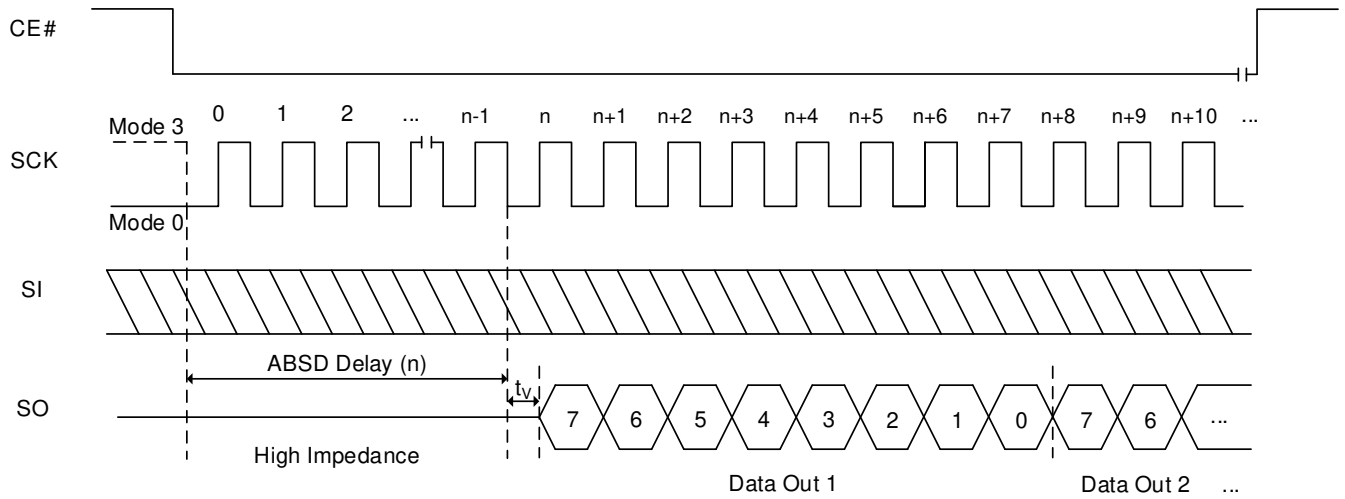 CE#
0 1 2 ... n-1 n n+1 n+2 n+3 n+4 n+5 n+6 n+7 n+8 n+9 n+10 ...
Mode 3
SCK
Mode 0
SI
ABSD Delay (n)
tV
SO
7 6 5 4 3 2 1 0 7 6 ...
High Impedance
Data Out 1 Data Out 2 ...